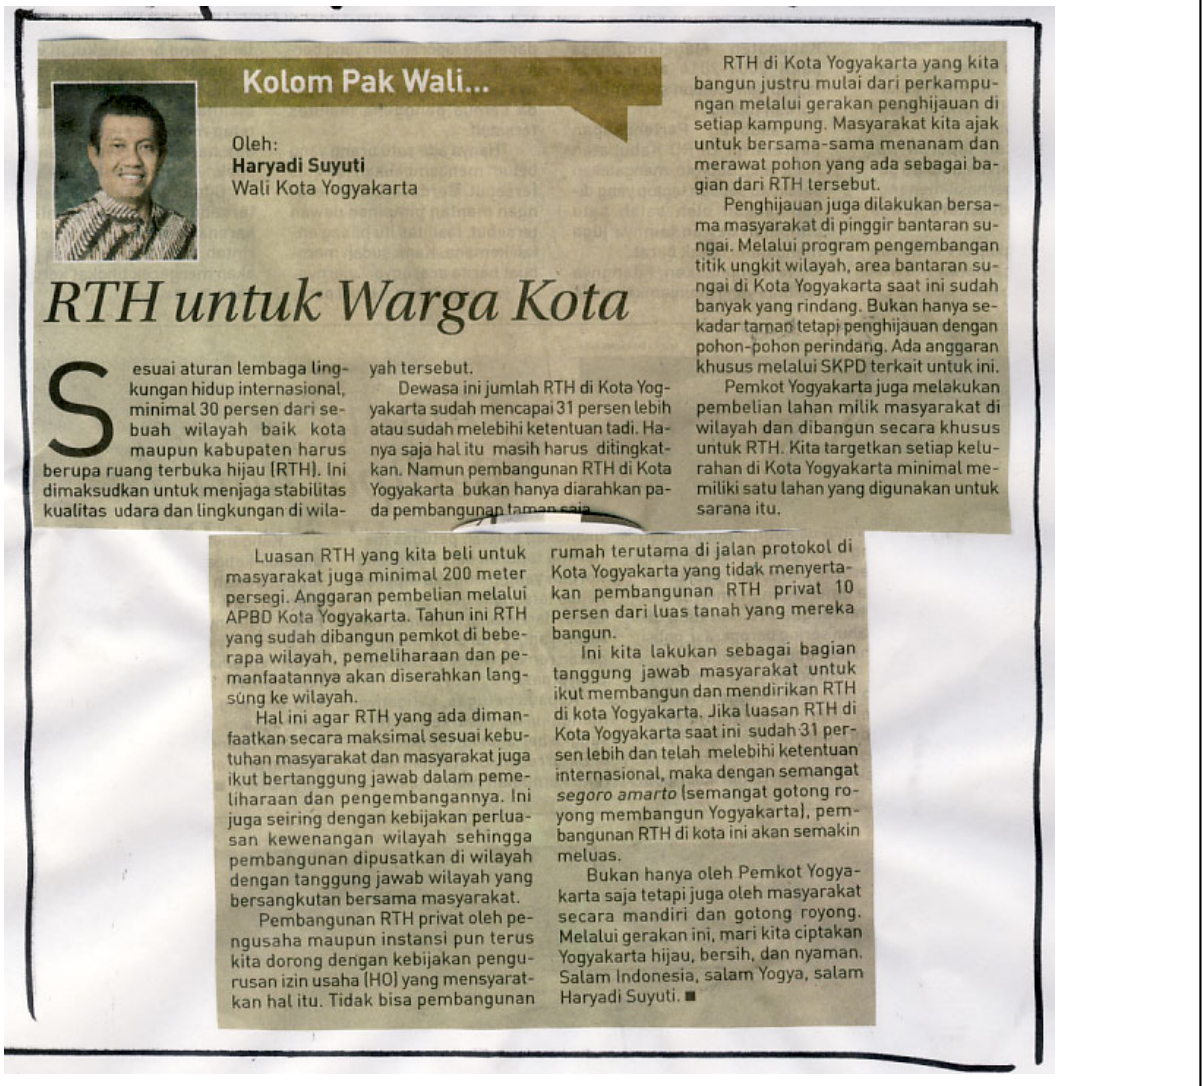 Kolom Pak Wali...
Oleh:
Haryadi Suyuti
Wali Kota Yogyakarta
RTH untuk Warga Kota
Sesuai aturan lembaga ling-
kungan hidup internasional,
minimal 30 persen dari se-
buah wilayah baik kota
maupun kabupaten harus
berupa ruang terbuka hijau (RTH). Ini
dimaksudkan untuk menjaga stabilitas
kualitas udara dan lingkungan di wila-
yah tersebut.
Dewasa ini jumlah RTH di Kota Yog-
yakarta sudah mencapai 31 persen lebih
atau sudah melebihi ketentuan tadi. Ha-
nya saja hal itu masih harus ditingkat-
kan. Namun pembangunan RTH di Kota
Yogyakarta bukan hanya diarahkan pa-
da pembangunan taman saja.
RTH di Kota Yogyakarta yang kita
bangun justru mulai dari perkampu-
ngan melalui gerakan penghijauan di
setiap kampung. Masyarakat kita ajak
untuk bersama-sama menanam dan
merawat pohon yang ada sebagai ba-
gian dari RTH tersebut.
Penghijauan juga dilakukan bersa-
ma masyarakat di pinggir bantaran su-
ngai. Melalui program pengembangan
titik ungkit wilayah, area bantaran su-
ngai di Kota Yogyakarta saat ini sudah
banyak yang rindang. Bukan hanya se-
kadar taman tetapi penghijauan dengan
pohon-pohon perindang. Ada anggaran
khusus melalui SKPD terkait untuk ini.
Pemkot Yogyakarta juga melakukan
pembelian lahan milik masyarakat di
wilayah dan dibangun secara khusus
untuk RTH. Kita targetkan setiap kelu-
rahan di Kota Yogyakarta minimal me-
miliki satu lahan yang digunakan untuk
sarana itu.
Luasan RTH yang kita beli untuk
masyarakat juga minimal 200 meter
persegi. Anggaran pembelian melalui
APBD Kota Yogyakarta. Tahun ini RTH
yang sudah dibangun pemkot di bebe-
rapa wilayah, pemeliharaan dan pe-
manfaatannya akan diserahkan lang-
sung ke wilayah.
Hal ini agar RTH yang ada diman-
faatkan secara maksimal sesuai kebu-
tuhan masyarakat dan masyarakat juga
ikut bertanggung jawab dalam peme-
liharaan dan pengembangannya. Ini
juga seiring dengan kebijakan perlua-
san kewenangan wilayah sehingga
pembangunan dipusatkan di wilayah
dengan tanggung jawab wilayah yang
bersangkutan bersama masyarakat.
Pembangunan RTH privat oleh pe-
ngusaha maupun instansi pun terus
kita dorong dengan kebijakan pengu-
rusan izin usaha (HO) yang mensyarat-
kan hal itu. Tidak bisa pembangunan
rumah terutama di jalan protokol di
Kota Yogyakarta yang tidak menyerta-
kan pembangunan RTH privat 10
persen dari luas tanah yang mereka
bangun.
Ini kita lakukan sebagai bagian
tanggung jawab masyarakat untuk
ikut membangun dan mendirikan RTH
di kota Yogyakarta. Jika luasan RTH di
Kota Yogyakarta saat ini sudah 31 per-
sen lebih dan telah melebihi ketentuan
internasional, maka dengan semangat
segoro amarto (semangat gotong ro-
yong membangun Yogyakarta), pem-
bangunan RTH di kota ini akan semakin
meluas.
Bukan hanya oleh Pemkot Yogya-
karta saja tetapi juga oleh masyarakat
secara mandiri dan gotong royong.
Melalui gerakan ini, mari kita ciptakan
Yogyakarta hijau, bersih, dan nyaman.
Salam Indonesia, salam Yogya, salam
Haryadi Suyuti. ■